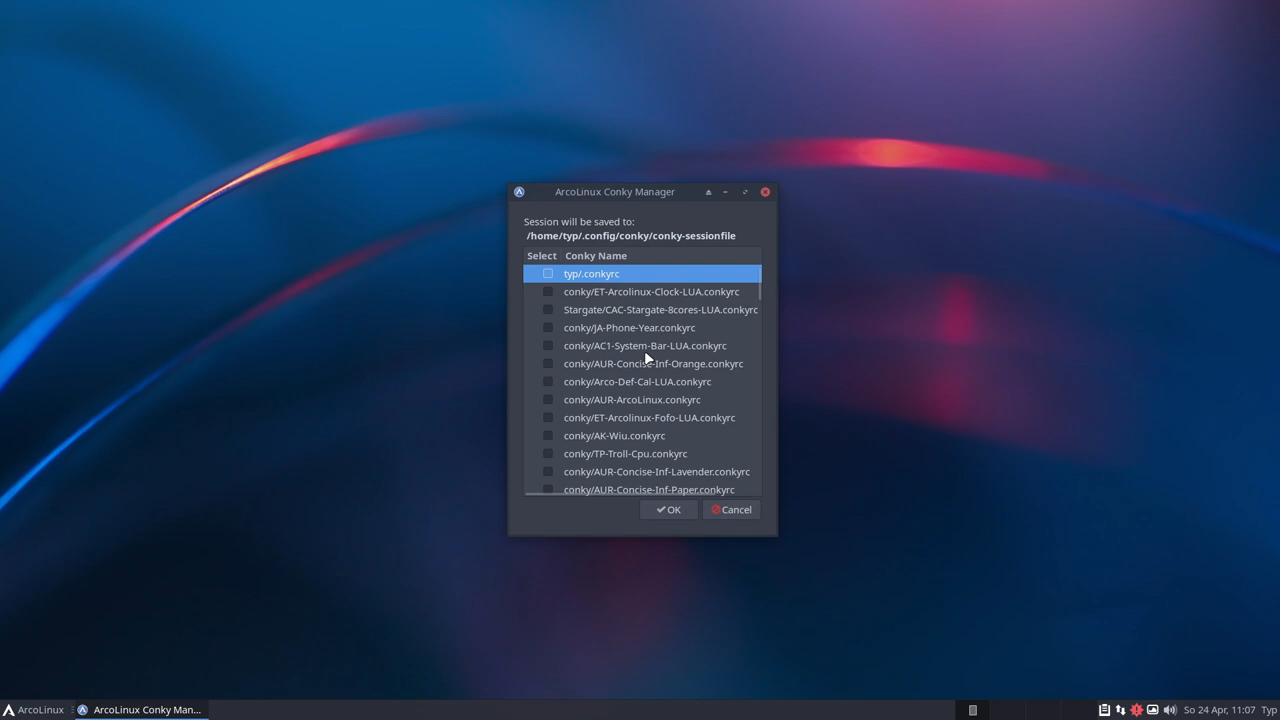 ArcoLinux Conky Manager
Session will be saved to:
/home/typ/.config/conky/conky-sessionfile
Select Conky Name
typ/.conkyrc
conky/ET-Arcolinux-Clock-LUA.conkyrc
Stargate/CAC-Stargate-8cores-LUA.conkyrc
conky/JA-Phone-Year.conkyrc
conky/AC1-System-Bar-LUA.conkyrc
conky/AUR-Concise-Inf-Orange.conkyrc
conky/Arco-Def-Cal-LUA.conkyrc
conky/AUR-ArcoLinux.conkyrc
conky/ET-Arcolinux-Fofo-LUA.conkyrc
conky/AK-Wiu.conkyrc
conky/TP-Troll-Cpu.conkyrc
conky/AUR-Concise-Inf-Lavender.conkyrc
conky/AUR-Concise-Inf-Paper.conkyrc
OK Cancel
ArcoLinux ArcoLinux Conky Man... So 24 Apr, 11:07 Typ